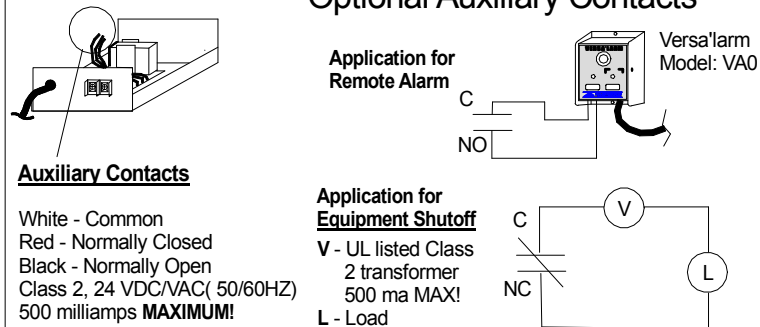 Optional Auxiliary Contacts
Application for
Remote Alarm
C
NO
VERSA'LARM
Versa'larm
Model: VA0
Auxiliary Contacts
White - Common
Red - Normally Closed
Black - Normally Open
Class 2, 24 VDC/VAC( 50/60HZ)
500 milliamps MAXIMUM!
Application for
Equipment Shutoff
V - UL listed Class
2 transformer
500 ma MAX!
L - Load
C
NC
V
L